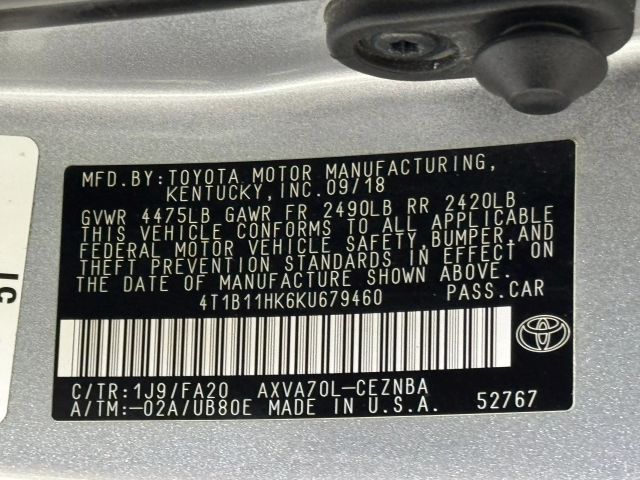 MFD.BY:TOYOTA MOTOR MANUFACTURING,
KENTUCKY,INC.09/18
GVWR 4475LB GAWR FR 2490LB RR 2420LB
THIS VEHICLE CONFORMS TO ALL APPLICABLE
FEDERAL MOTOR VEHICLE SAFETY,BUMPER,AND
THEFT PREVENTION STANDARDS IN EFFECT ON
THE DATE OF MANUFACTURE SHOWN ABOVE.
4T1B11HK6KU679460 PASS.CAR
C/TR:1J9/FA20 AXVA70L-CEZNBA
A/TM:-02A/UB80E MADE IN U.S.A. 52767